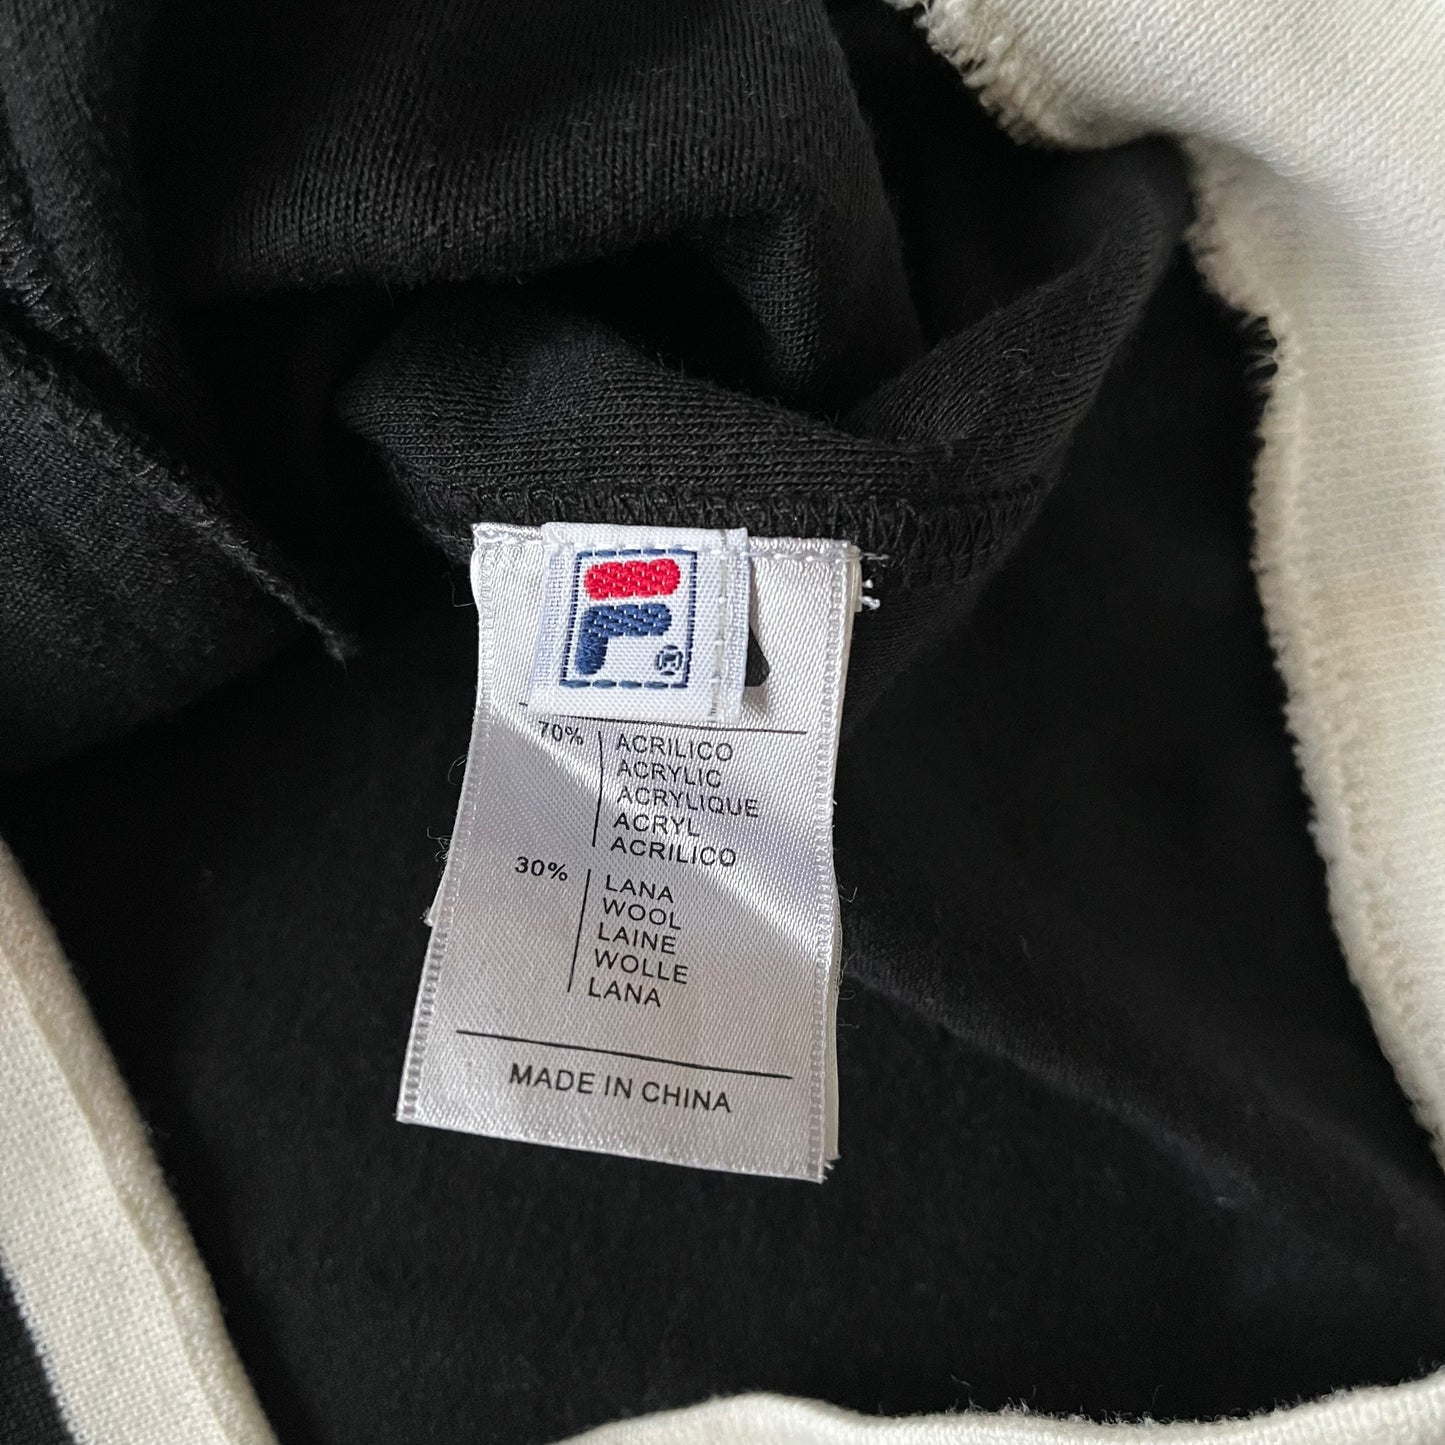 F ®
70% ACRILICO
ACRYLIC
ACRYLIQUE
ACRYL
ACRILICO
30% LANA
WOOL
LAINE
WOLLE
LANA
MADE IN CHINA